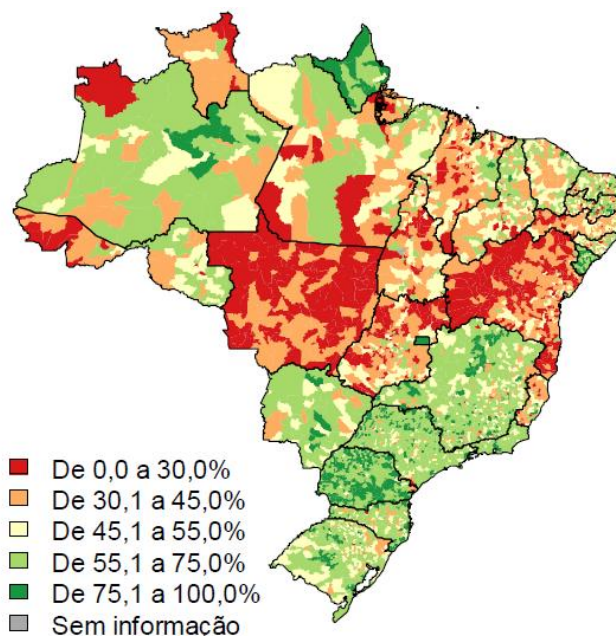 De 0,0 a 30,0%
De 30,1 a 45,0%
De 45,1 a 55,0%
De 55,1 a 75,0%
De 75,1 a 100,0%
Sem informação